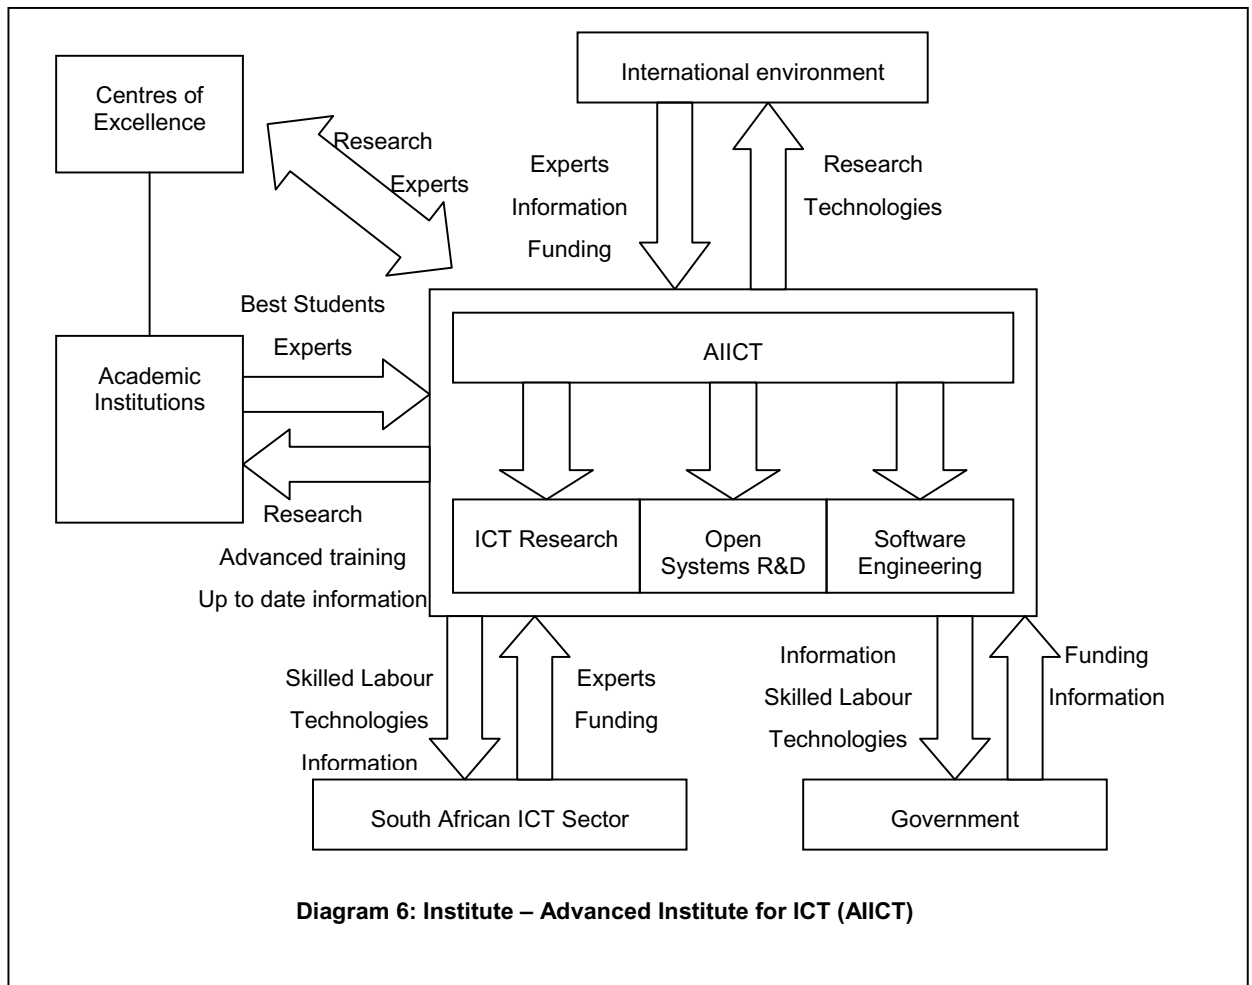 Centres of
Excellence
International environment
Research
Experts
Experts
Information
Funding
Research
Technologies
Best Students
Experts
Academic
Institutions
AIICT
Research
Advanced training
Up to date information
ICT Research
Open
Systems R&D
Software
Engineering
Skilled Labour
Technologies
Information
Experts
Funding
Information
Skilled Labour
Technologies
Funding
Information
South African ICT Sector
Government
Diagram 6: Institute – Advanced Institute for ICT (AIICT)